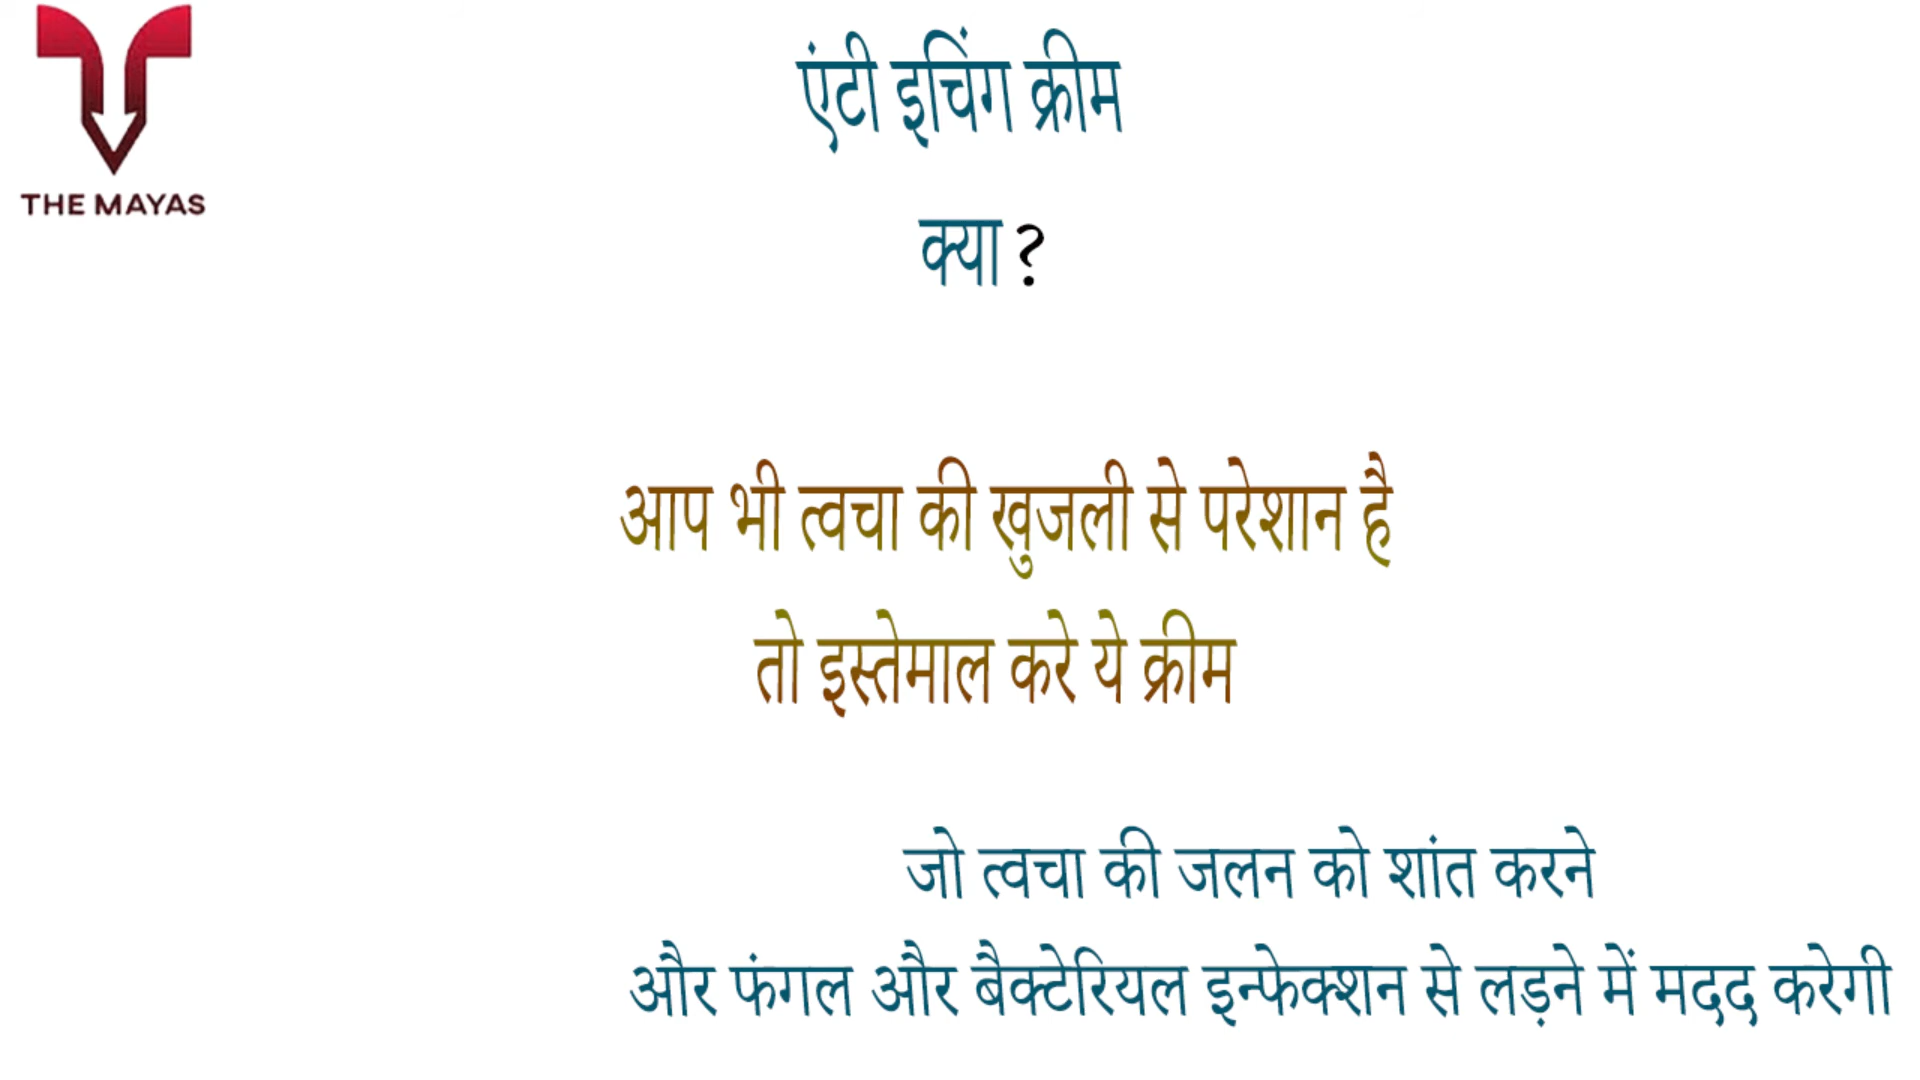 THE MAYAS
एंटी इचिंग क्रीम
क्या ?
आप भी त्वचा की खुजली से परेशान है
तो इस्तेमाल करे ये क्रीम
जो त्वचा की जलन को शांत करने
और फंगल और बैक्टेरियल इन्फेक्शन से लड़ने में मदद करेगी